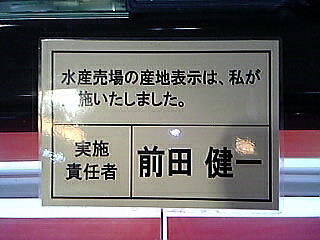 水産売場の産地表示は、私が
施いたしました。
実施
責任者
前田 健一